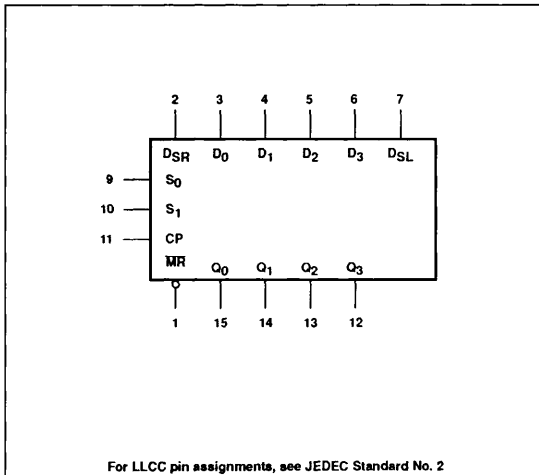 2 3 4 5 6 7
DSR D0 D1 D2 D3 DSL
9 S0
10 S1
11 CP
MR Q0 Q1 Q2 Q3
1 15 14 13 12
For LLCC pin assignments, see JEDEC Standard No. 2